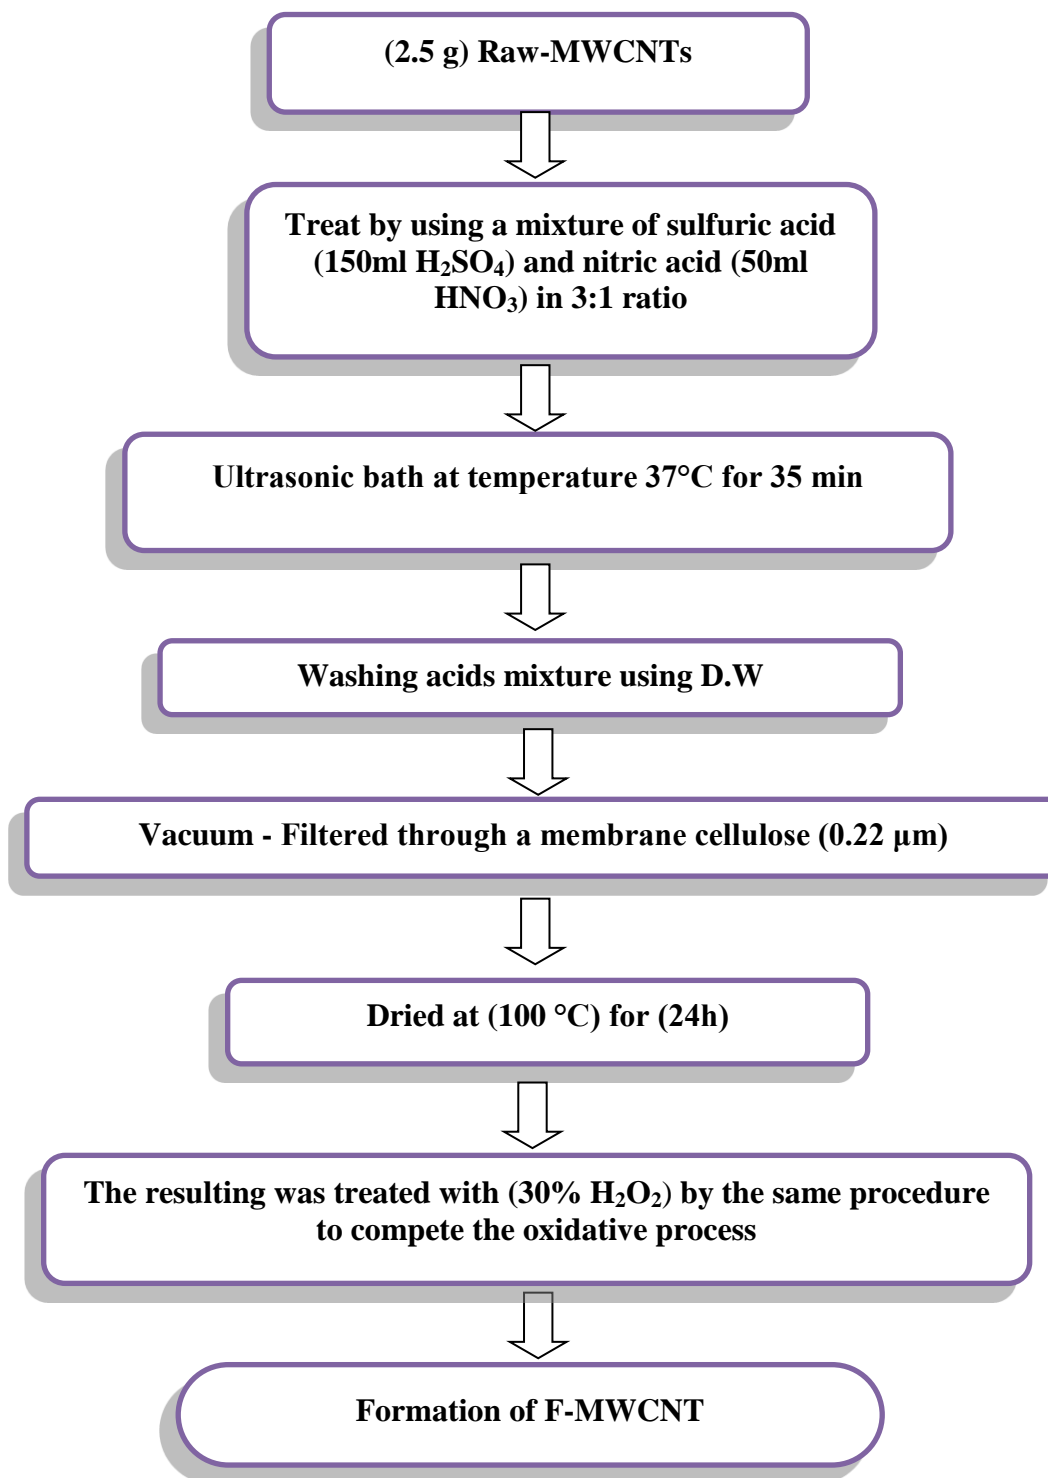 (2.5 g) Raw-MWCNTs
Treat by using a mixture of sulfuric acid
(150ml H₂SO₄) and nitric acid (50ml
HNO₃) in 3:1 ratio
Ultrasonic bath at temperature 37°C for 35 min
Washing acids mixture using D.W
Vacuum - Filtered through a membrane cellulose (0.22 µm)
Dried at (100 °C) for (24h)
The resulting was treated with (30% H₂O₂) by the same procedure
to compete the oxidative process
Formation of F-MWCNT